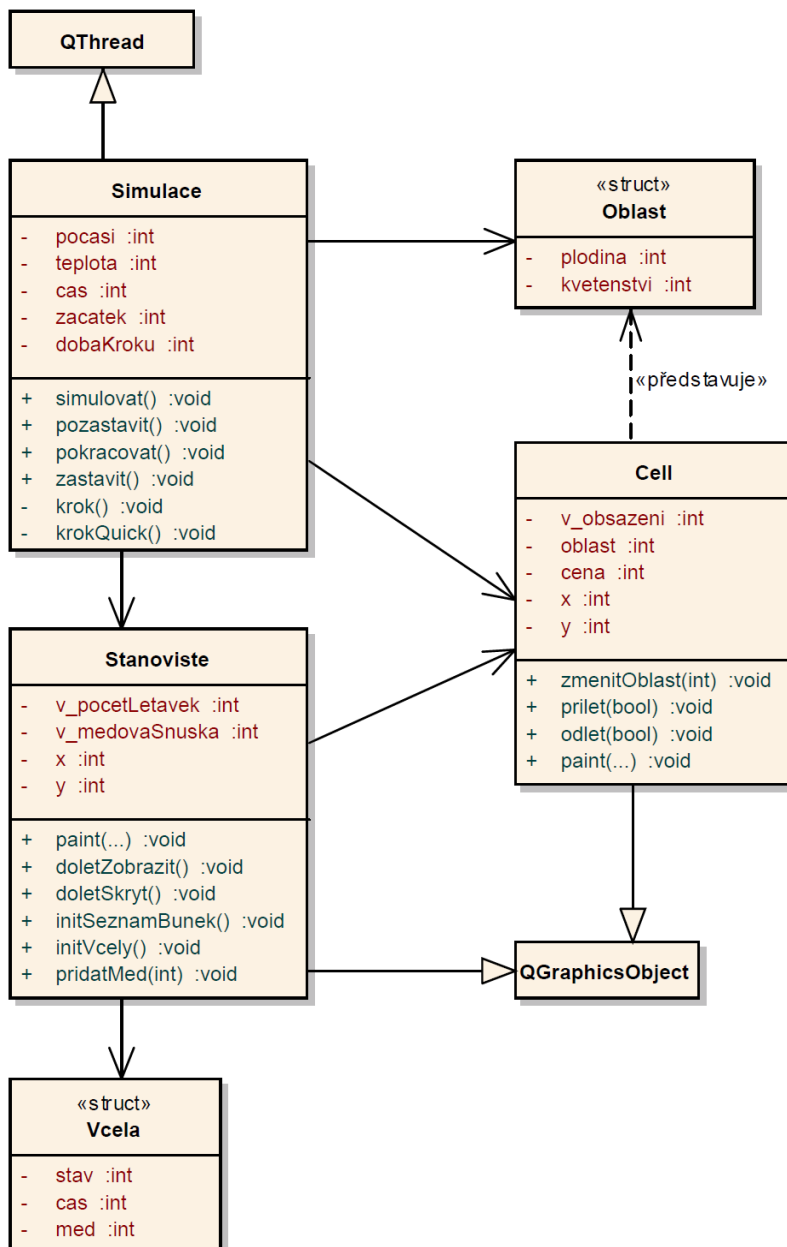 QThread
Simulace
- pocasi :int
- teplota :int
- cas :int
- zacatek :int
- dobaKroku :int
+ simulovat() :void
+ pozastavit() :void
+ pokracovat() :void
+ zastavit() :void
- krok() :void
- krokQuick() :void
«struct»
Oblast
- plodina :int
- kvetenstvi :int
«představuje»
Cell
- v_obsazeni :int
- oblast :int
- cena :int
- x :int
- y :int
+ zmenitOblast(int) :void
+ prilet(bool) :void
+ odlet(bool) :void
+ paint(...) :void
Stanoviste
- v_pocetLetavek :int
- v_medovaSnuska :int
- x :int
- y :int
+ paint(...) :void
+ doletZobrazit() :void
+ doletSkryt() :void
+ initSeznamBunek() :void
+ initVcely() :void
+ pridatMed(int) :void
QGraphicsObject
«struct»
Vcela
- stav :int
- cas :int
- med :int